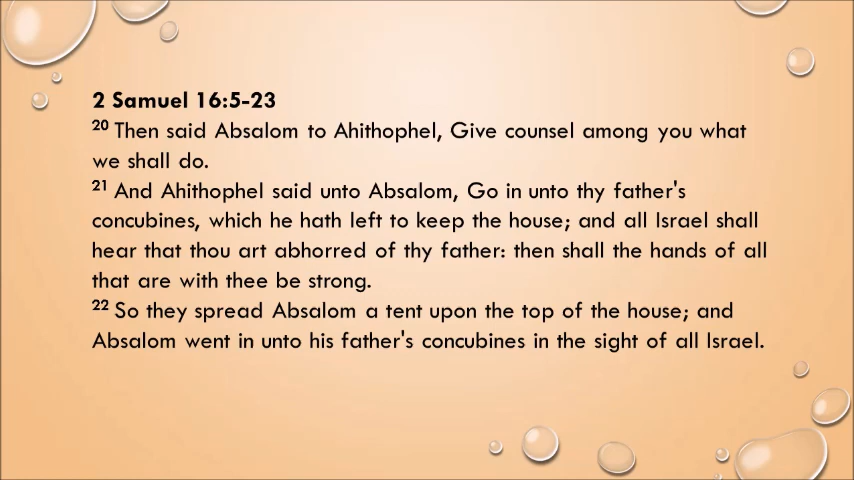 2 Samuel 16:5-23
20 Then said Absalom to Ahithophel, Give counsel among you what
we shall do.
21 And Ahithophel said unto Absalom, Go in unto thy father's
concubines, which he hath left to keep the house; and all Israel shall
hear that thou art abhorred of thy father: then shall the hands of all
that are with thee be strong.
22 So they spread Absalom a tent upon the top of the house; and
Absalom went in unto his father's concubines in the sight of all Israel.